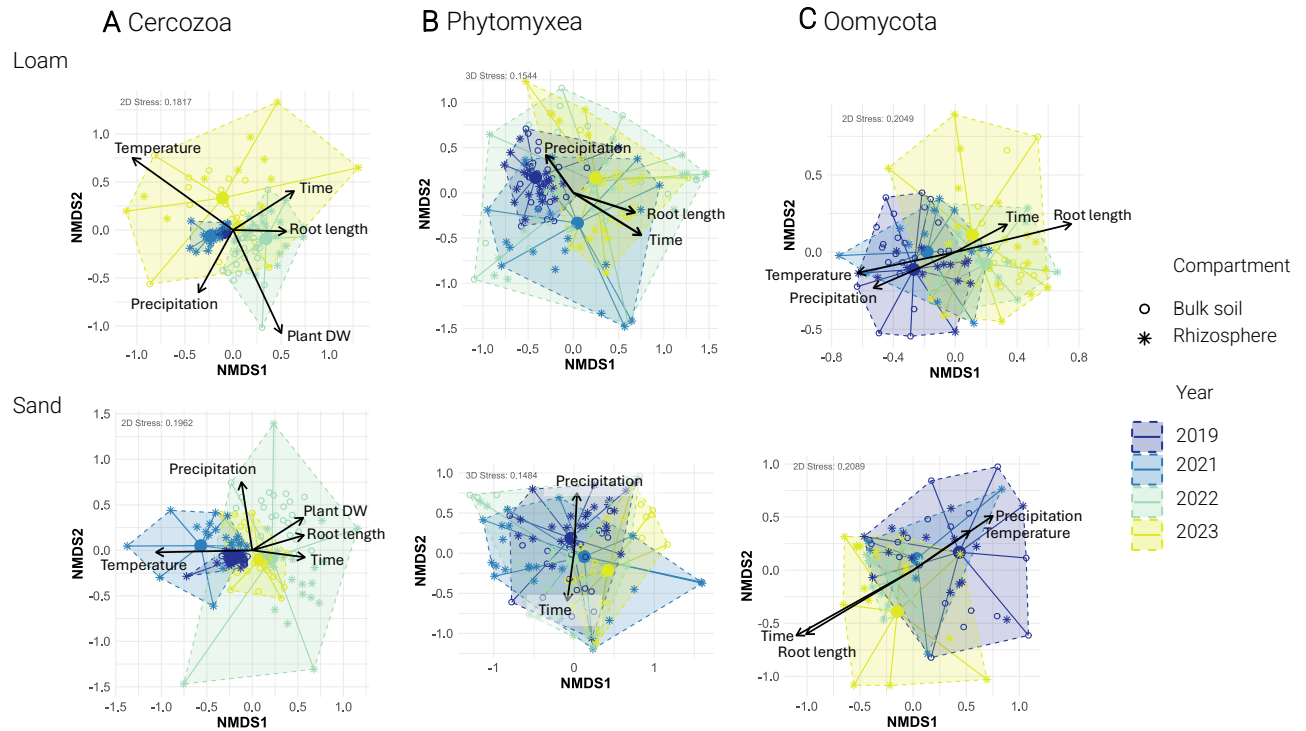 A Cercozoa
B Phytomyxea
C Oomycota
Loam
2D Stress: 0.1817
Temperature
Time
Root length
Precipitation
Plant DW
NMDS2
1.0
0.5
0.0
-0.5
-1.0
-1.0 -0.5 0.0 0.5 1.0
NMDS1
3D Stress: 0.1544
Precipitation
Root length
Time
NMDS2
1.0
0.5
0.0
-0.5
-1.0
-1.5
-1.0 -0.5 0.0 0.5 1.0 1.5
NMDS1
2D Stress: 0.2049
Time
Root length
Temperature
Precipitation
NMDS2
0.5
0.0
-0.5
-0.8 -0.4 0.0 0.4 0.8
NMDS1
Compartment
Bulk soil
Rhizosphere
Year
2019
2021
2022
2023
Sand
2D Stress: 0.1962
Precipitation
Plant DW
Root length
Time
Temperature
NMDS2
1.5
1.0
0.5
0.0
-0.5
-1.0
-1.5
-1.5 -1.0 -0.5 0.0 0.5 1.0
NMDS1
3D Stress: 0.1484
Precipitation
Time
NMDS2
1.0
0.5
0.0
-0.5
-1.0
-1 0 1
NMDS1
2D Stress: 0.2089
Precipitation
Temperature
Time
Root length
NMDS2
1.0
0.5
0.0
-0.5
-1.0
-1.0 -0.5 0.0 0.5 1.0
NMDS1